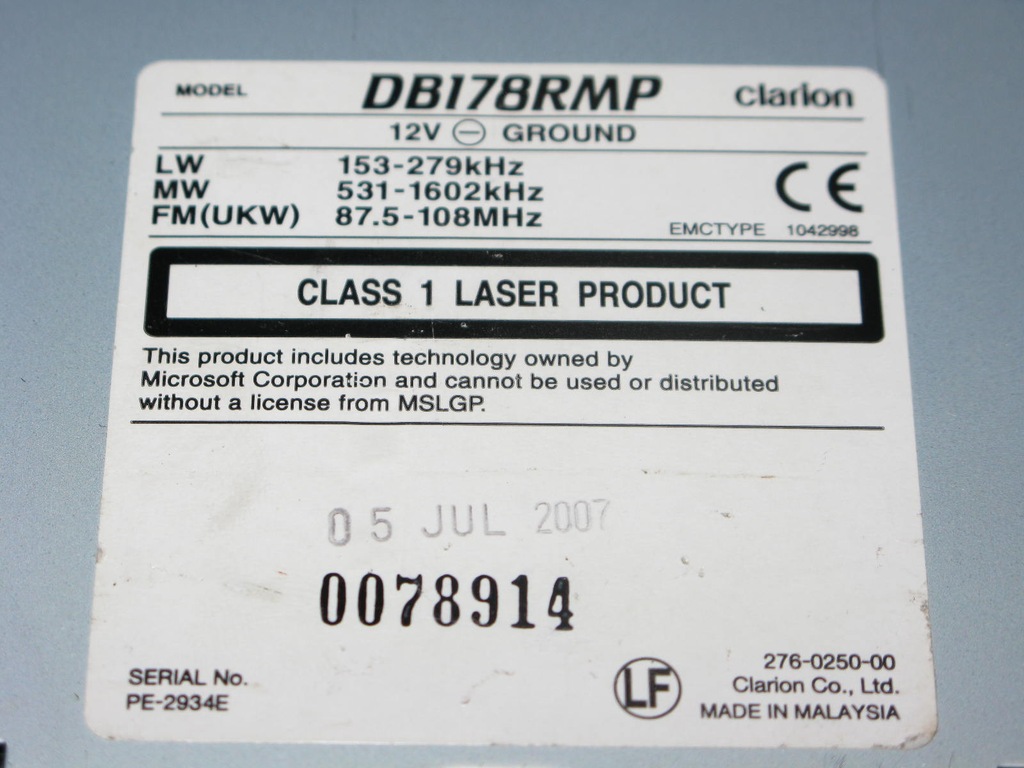 MODEL DB178RMP clarion
12V ⊖ GROUND
LW 153-279kHz
MW 531-1602kHz
FM(UKW) 87.5-108MHz
CE
EMCTYPE 1042998
CLASS 1 LASER PRODUCT
This product includes technology owned by
Microsoft Corporation and cannot be used or distributed
without a license from MSLGP.
05 JUL 2007
0078914
SERIAL No.
PE-2934E
LF
276-0250-00
Clarion Co., Ltd.
MADE IN MALAYSIA